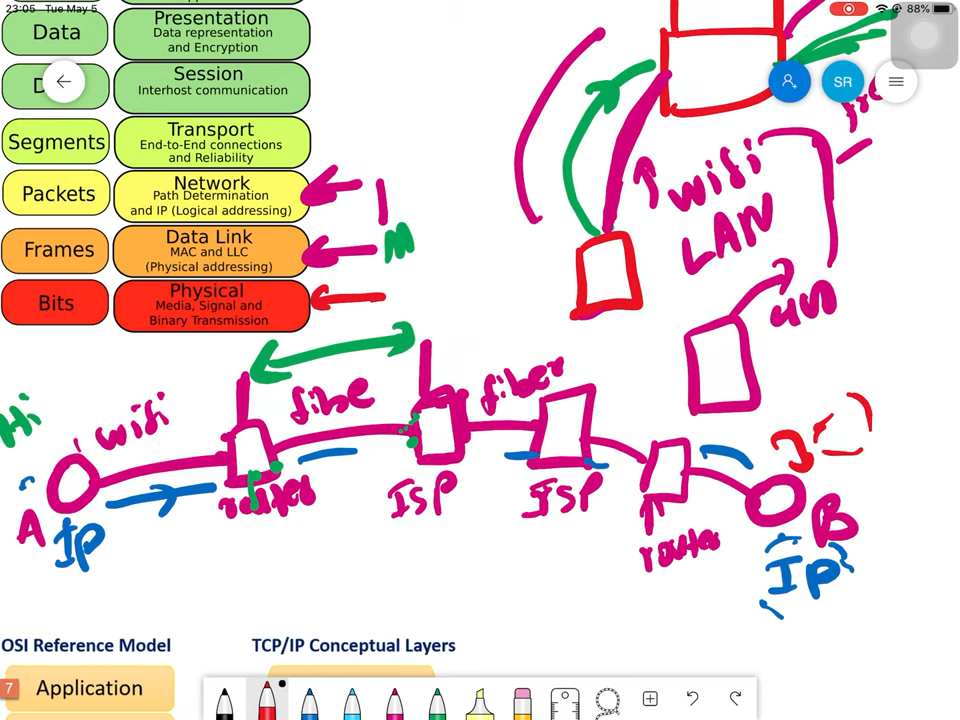 23:05 Tue May 5
88%
Data
Presentation
Data representation
and Encryption
D
Session
Interhost communication
SR
Segments
Transport
End-to-End connections
and Reliability
Packets
Network
Path Determination
and IP (Logical addressing)
Frames
Data Link
MAC and LLC
(Physical addressing)
M
Bits
Physical
Media, Signal and
Binary Transmission
wifi
LAN
Hi
wifi
fibe
fiber
ISP
ISP
router
A
IP
B
IP
OSI Reference Model
TCP/IP Conceptual Layers
7
Application